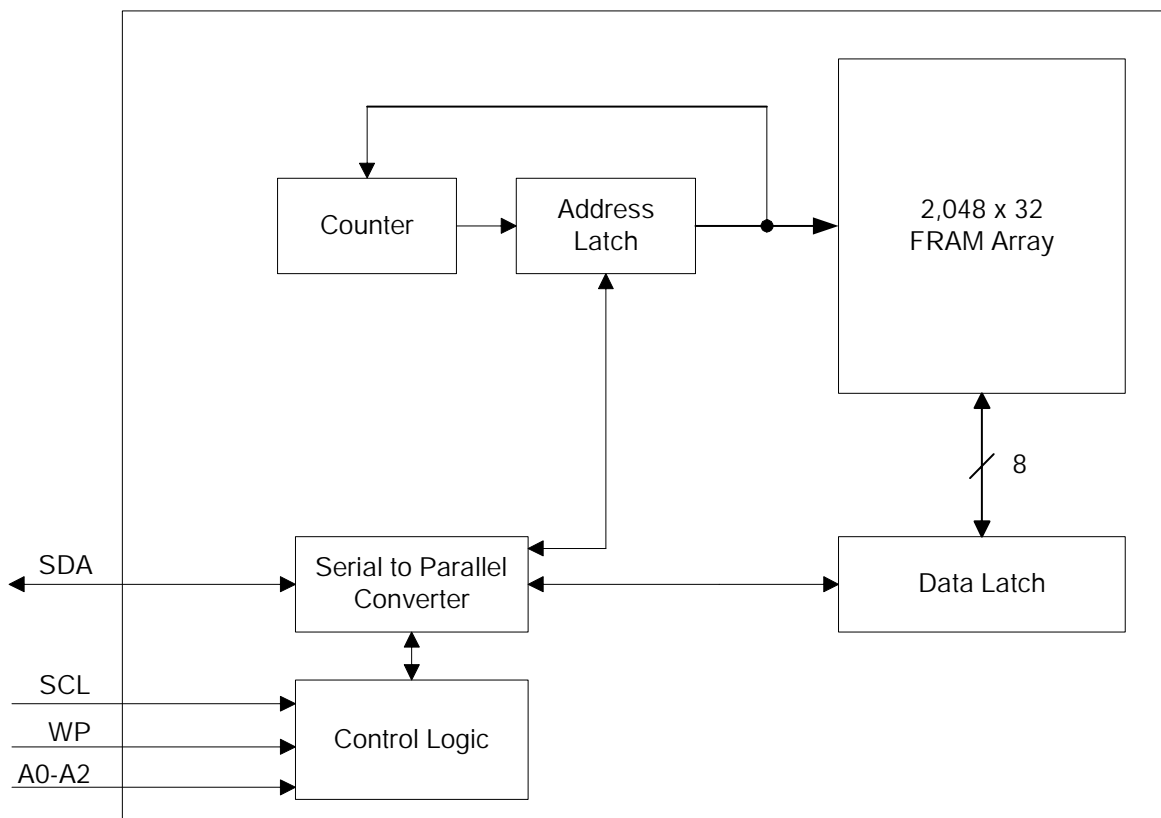 Counter
Address
Latch
2,048 x 32
FRAM Array
8
SDA
Serial to Parallel
Converter
Data Latch
SCL
WP
A0-A2
Control Logic